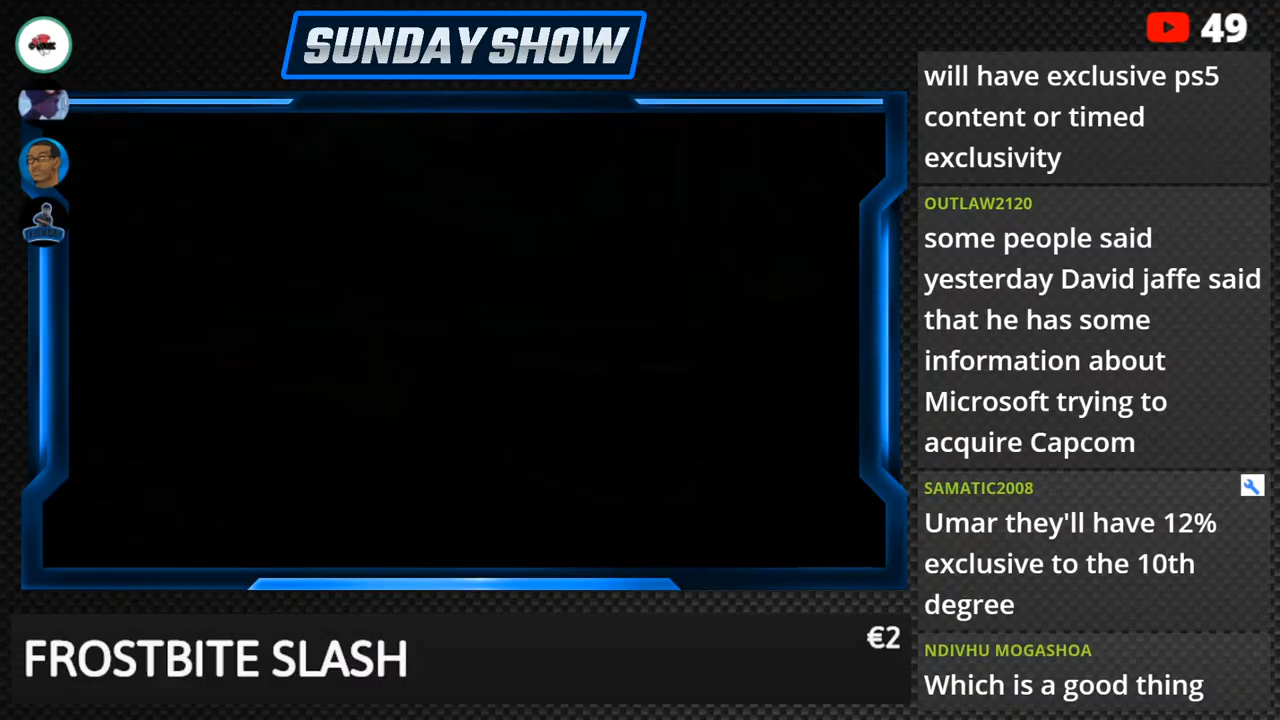 SUNDAY SHOW
49
will have exclusive ps5
content or timed
exclusivity
OUTLAW2120
some people said
yesterday David jaffe said
that he has some
information about
Microsoft trying to
acquire Capcom
SAMATIC2008
Umar they'll have 12%
exclusive to the 10th
degree
NDIVHU MOGASHOA
Which is a good thing
FROSTBITE SLASH
€2